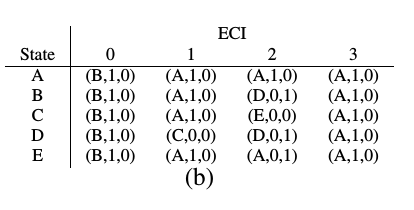 ECI
State 0 1 2 3
A (B,1,0) (A,1,0) (A,1,0) (A,1,0)
B (B,1,0) (A,1,0) (D,0,1) (A,1,0)
C (B,1,0) (A,1,0) (E,0,0) (A,1,0)
D (B,1,0) (C,0,0) (D,0,1) (A,1,0)
E (B,1,0) (A,1,0) (A,0,1) (A,1,0)
(b)